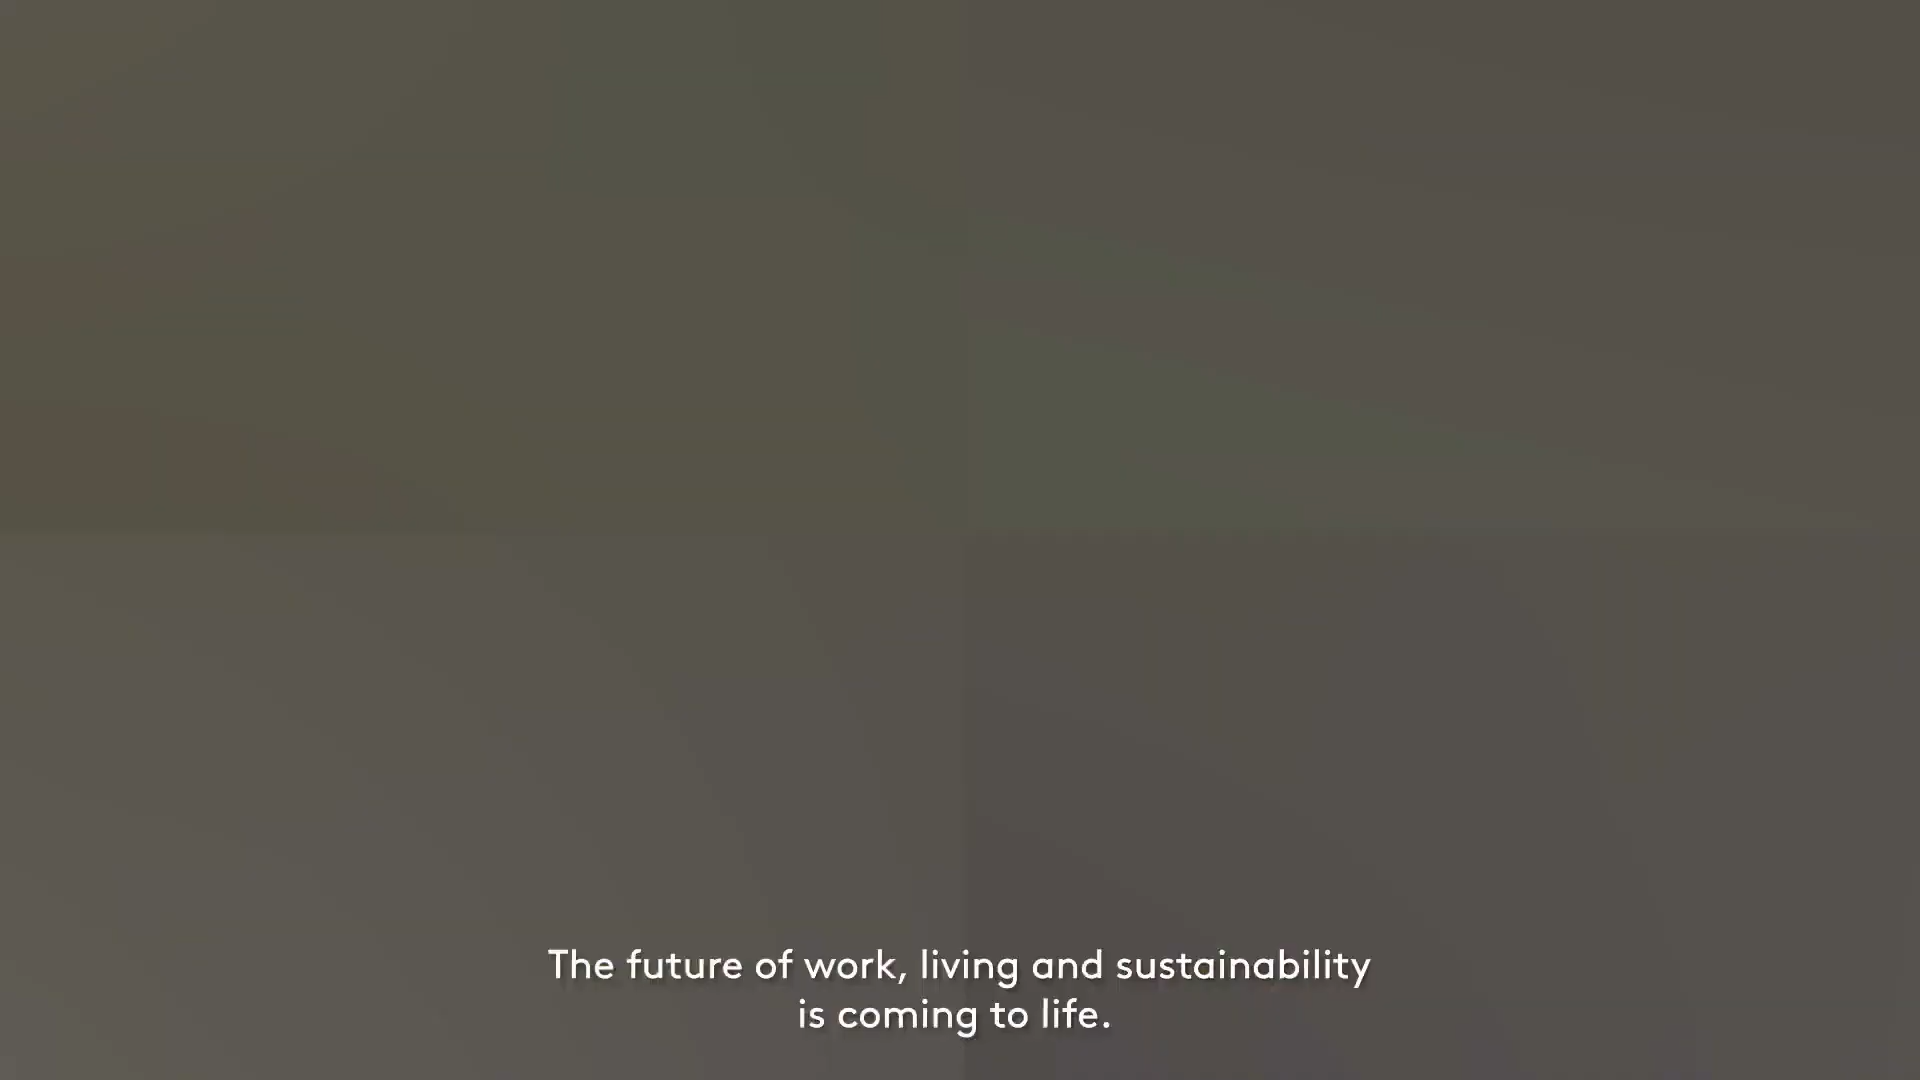 The future of work, living and sustainability
is coming to life.